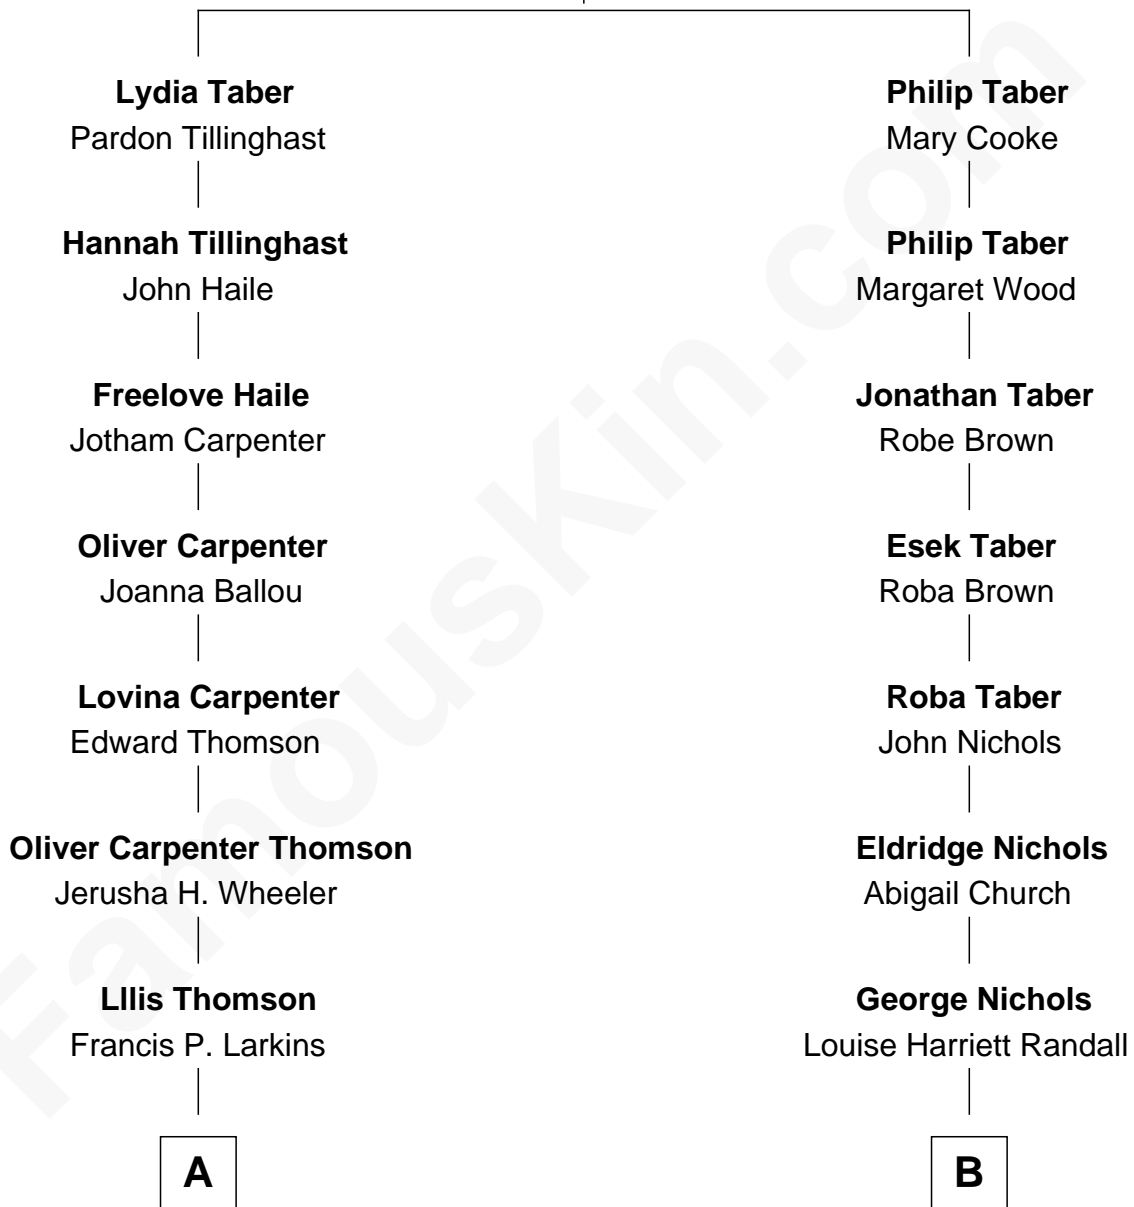 Lydia Taber
Pardon Tillinghast
Hannah Tillinghast
John Haile
Freelove Haile
Jotham Carpenter
Oliver Carpenter
Joanna Ballou
Lovina Carpenter
Edward Thomson
Oliver Carpenter Thomson
Jerusha H. Wheeler
Lllis Thomson
Francis P. Larkins
A
Philip Taber
Mary Cooke
Philip Taber
Margaret Wood
Jonathan Taber
Robe Brown
Esek Taber
Roba Brown
Roba Taber
John Nichols
Eldridge Nichols
Abigail Church
George Nichols
Louise Harriett Randall
B
FamousKin.com